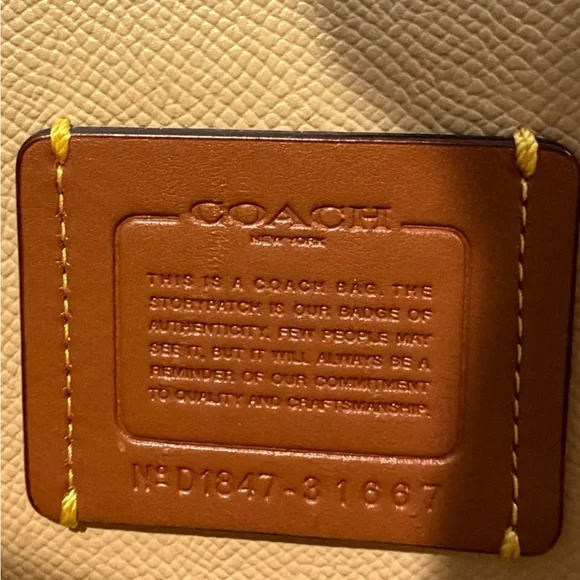 COACH
NEW YORK
THIS IS A COACH BAG. THE
STORYPATCH IS OUR BADGE OF
AUTHENTICITY. FEW PEOPLE MAY
SEE IT, BUT IT WILL ALWAYS BE A
REMINDER OF OUR COMMITMENT
TO QUALITY AND CRAFTSMANSHIP.
Nº D1847-31667